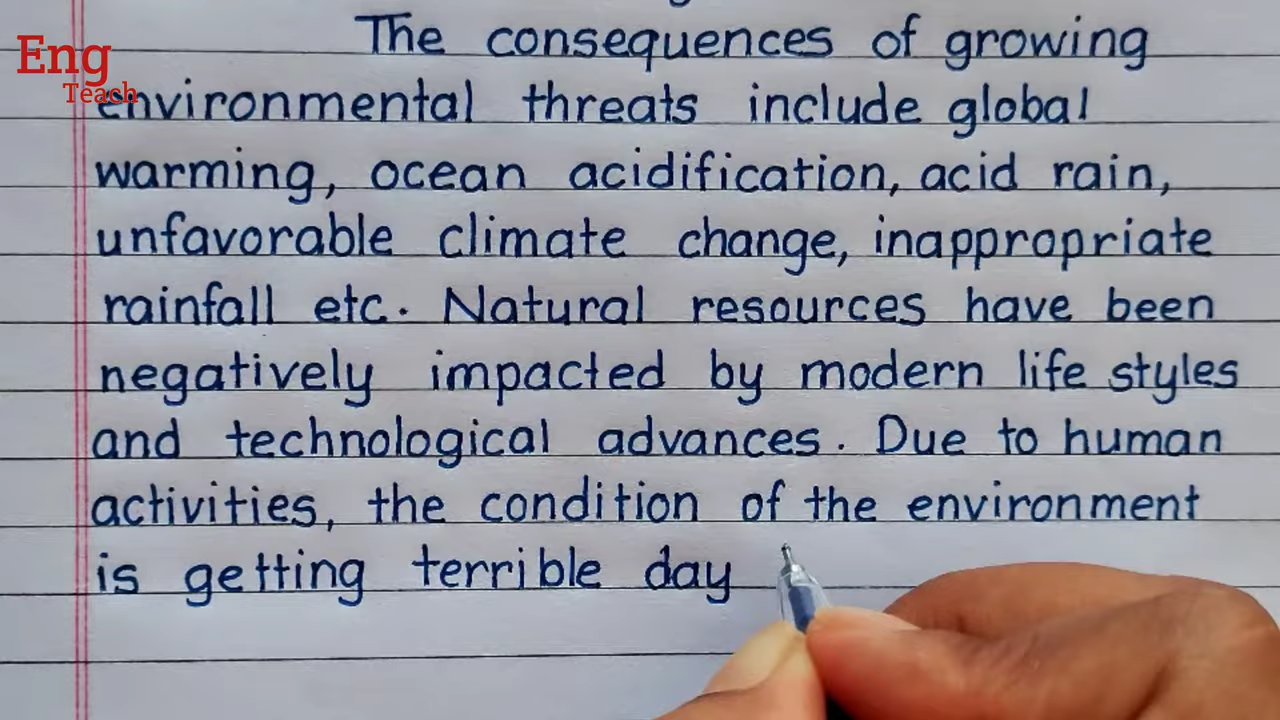 Eng
Teach
The consequences of growing
environmental threats include global
warming, ocean acidification, acid rain,
unfavorable climate change, inappropriate
rainfall etc. Natural resources have been
negatively impacted by modern life styles
and technological advances. Due to human
activities, the condition of the environment
is getting terrible day